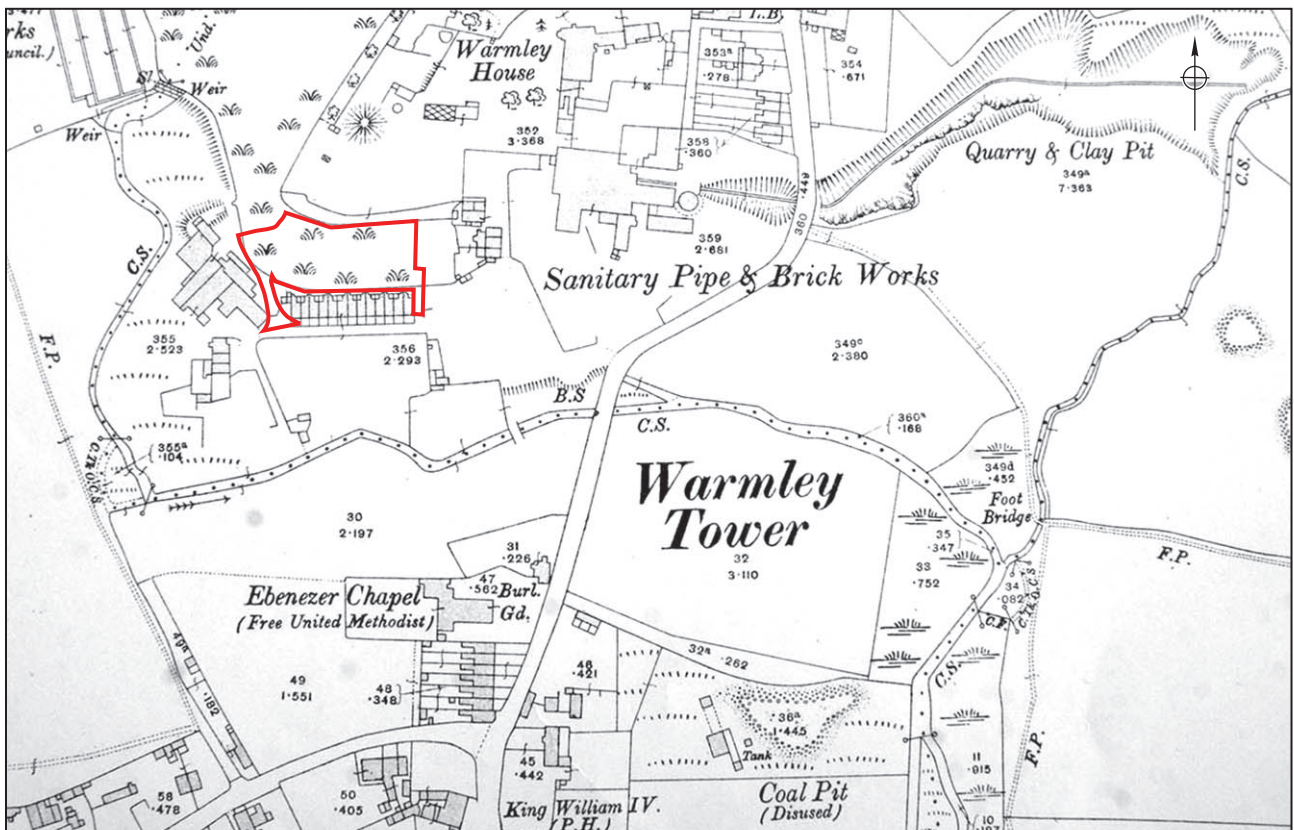 rks
uncil.)
Und.
Sl.
Weir
Weir
Warmley
House
L.B.
353ᵃ
.278
354
.671
352
3.368
358
.360
Quarry & Clay Pit
349ᵃ
7.363
C.S.
C.S.
360
.449
359
2.681
Sanitary Pipe & Brick Works
F.P.
355
2.523
356
2.293
349ᶜ
2.380
B.S
C.S.
360ᵃ
.168
355ᵃ
.104
Warmley
Tower
32
3.110
349d
.452
Foot
Bridge
30
2.197
31
.226
35
.347
33
.752
F.P.
34
.082
47
.562
Burl.
Gd.
Ebenezer Chapel
(Free United Methodist)
49ᵃ
.182
49
1.551
48
.348
46
.421
32ᵃ
.262
C.S.
36ᵃ
1.445
Tank
F.P.
45
.442
11
.915
58
.478
50
.405
King William IV.
(P.H.)
Coal Pit
(Disused)
10